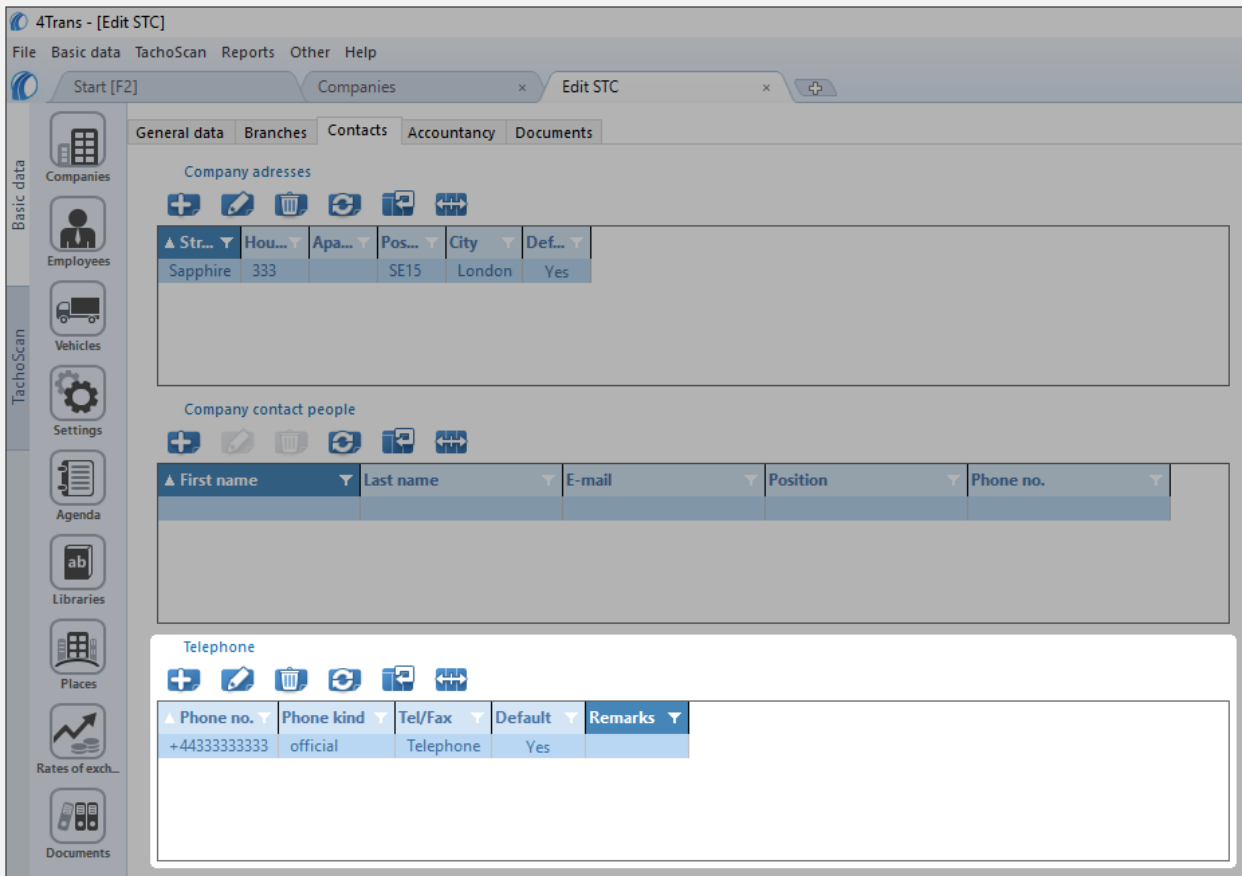 4Trans - [Edit STC]
File Basic data TachoScan Reports Other Help
Start [F2] Companies × Edit STC ×
Basic data
TachoScan
Companies
Employees
Vehicles
Settings
Agenda
ab
Libraries
Places
Rates of exch...
Documents
General data Branches Contacts Accountancy Documents
Company adresses
Str... Hou... Apa... Pos... City Def...
Sapphire 333 SE15 London Yes
Company contact people
First name Last name E-mail Position Phone no.
Telephone
Phone no. Phone kind Tel/Fax Default Remarks
+44333333333 official Telephone Yes